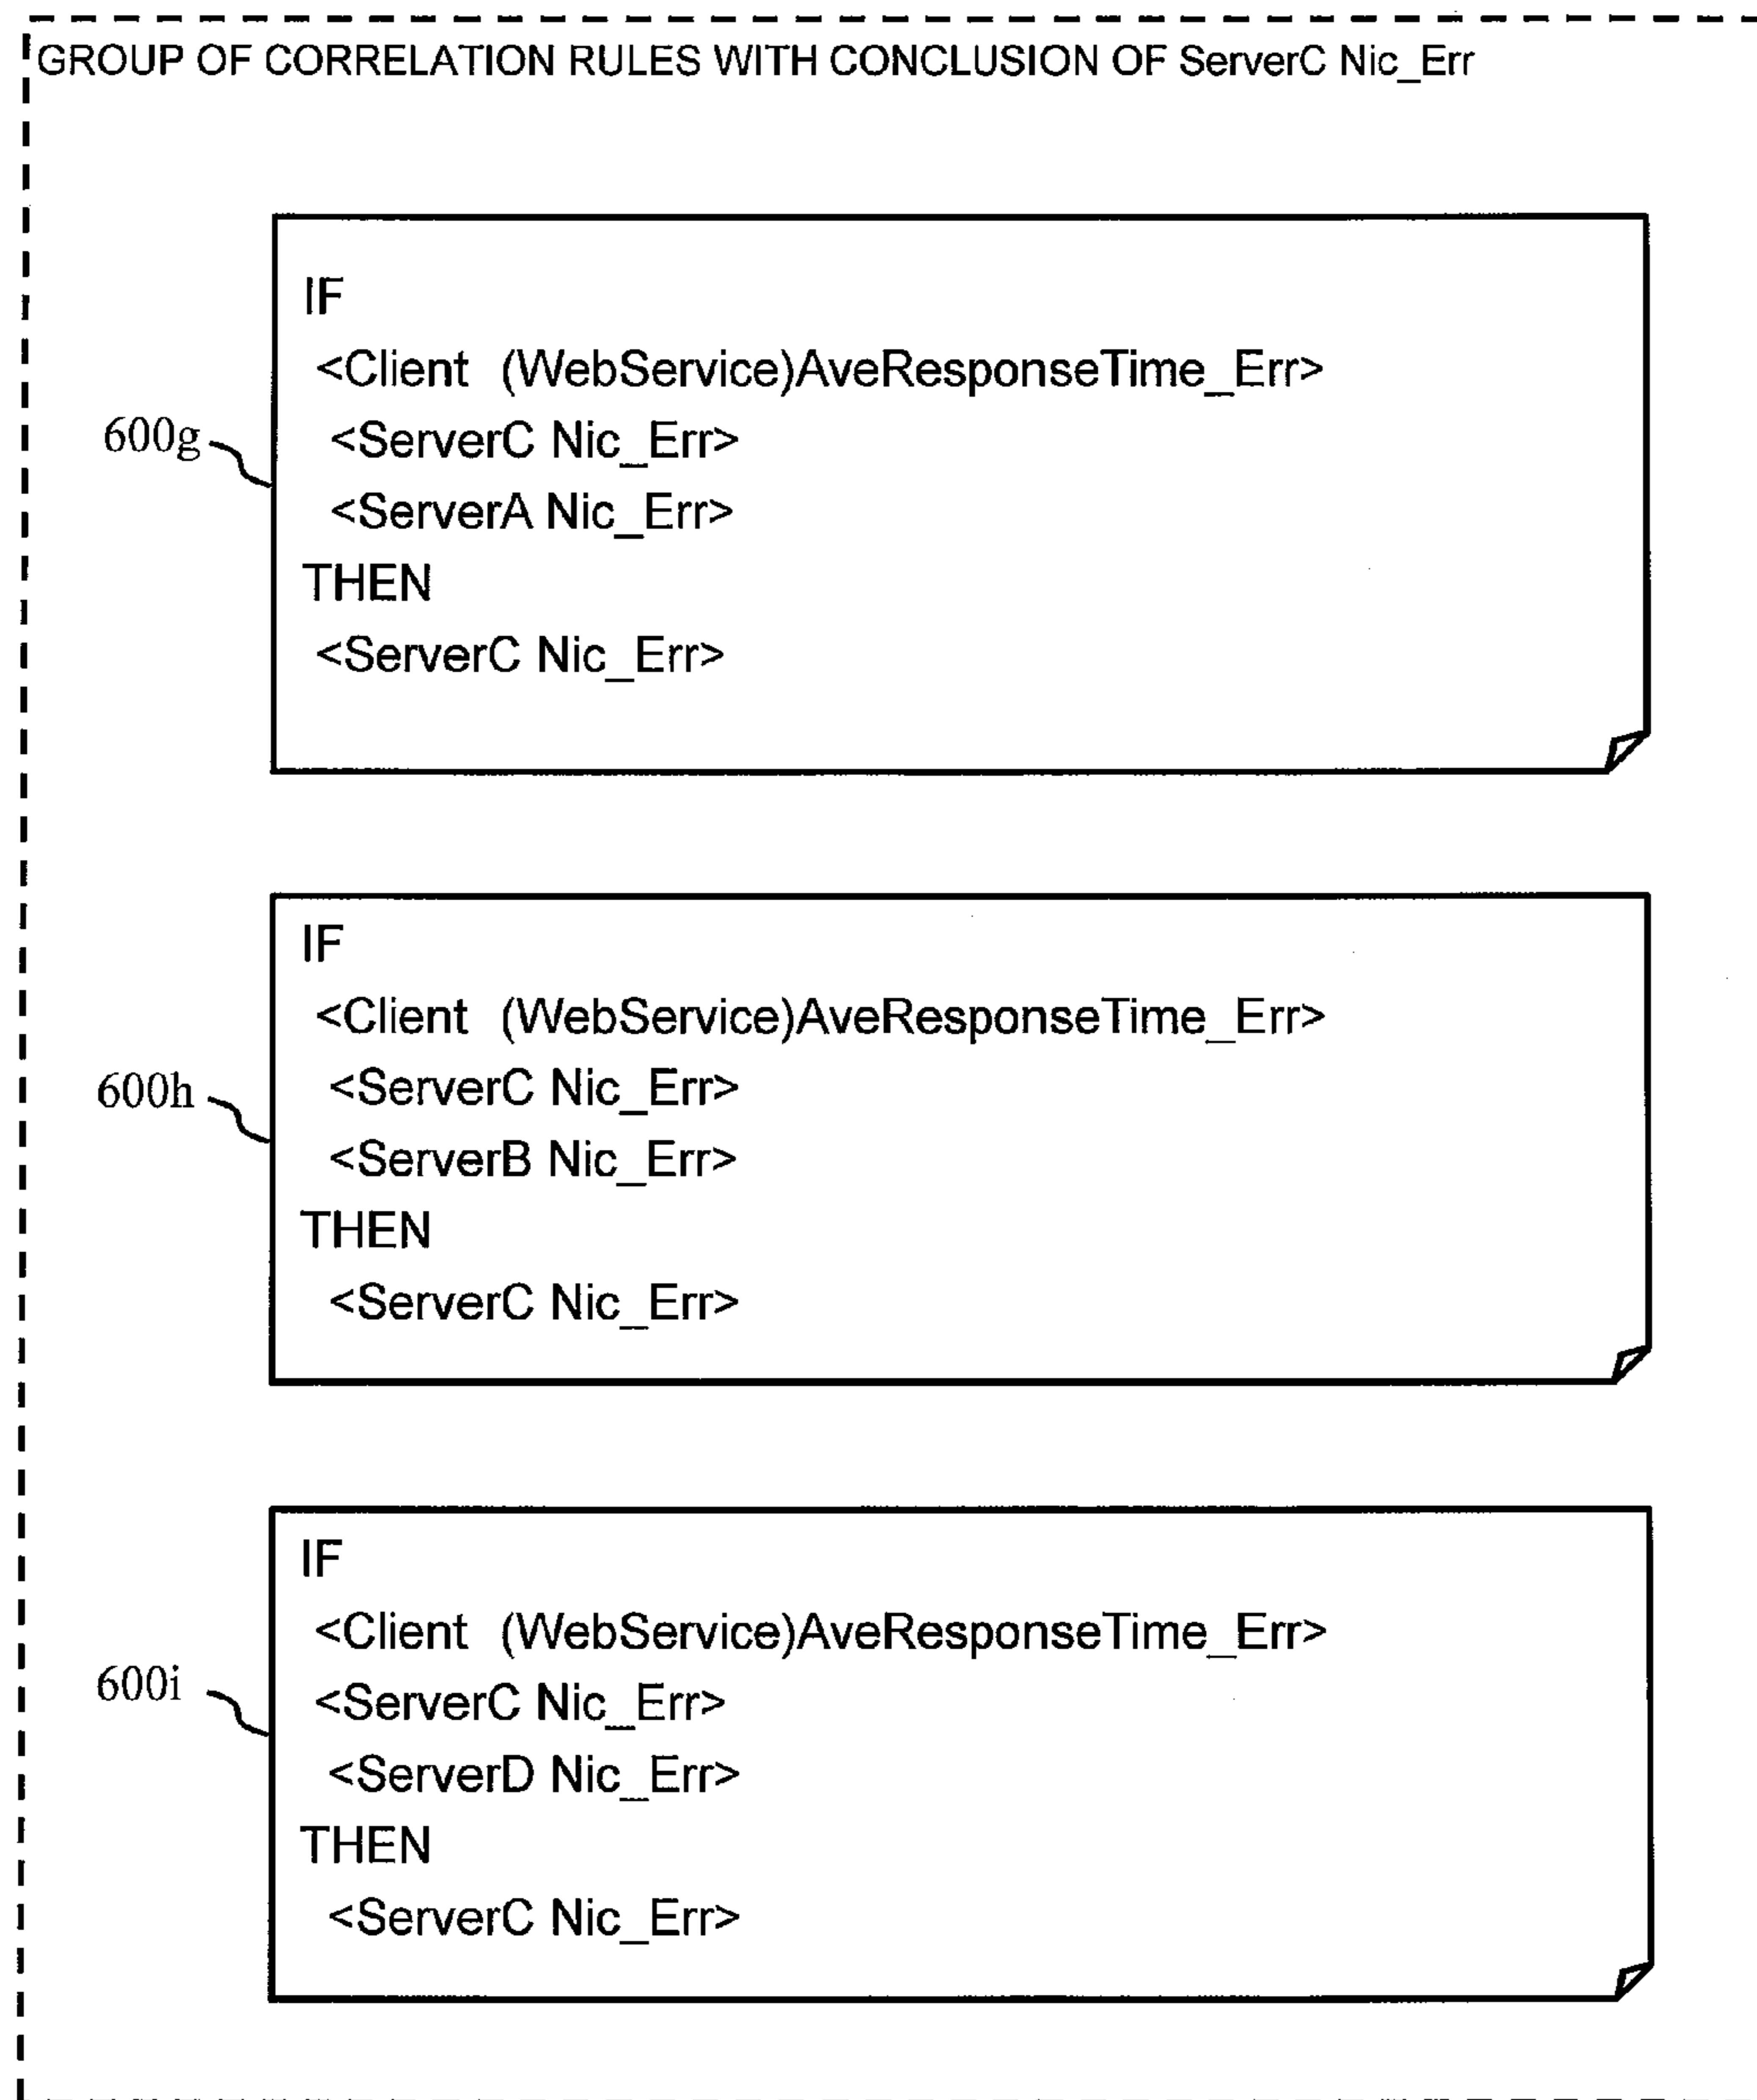 GROUP OF CORRELATION RULES WITH CONCLUSION OF ServerC Nic_Err
IF
<Client (WebService)AveResponseTime_Err>
<ServerC Nic_Err>
<ServerA Nic_Err>
THEN
<ServerC Nic_Err>
600g
IF
<Client (WebService)AveResponseTime_Err>
<ServerC Nic_Err>
<ServerB Nic_Err>
THEN
<ServerC Nic_Err>
600h
IF
<Client (WebService)AveResponseTime_Err>
<ServerC Nic_Err>
<ServerD Nic_Err>
THEN
<ServerC Nic_Err>
600i